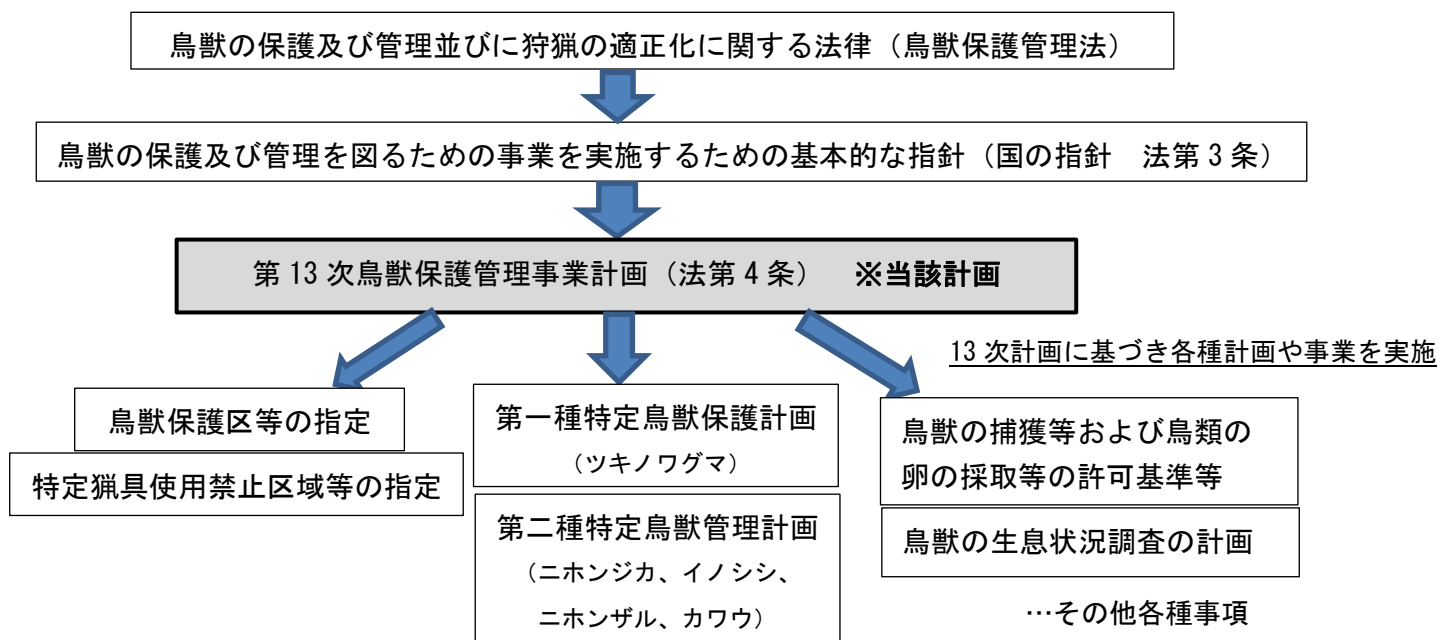 鳥獣の保護及び管理並びに狩猟の適正化に関する法律（鳥獣保護管理法）
鳥獣の保護及び管理を図るための事業を実施するための基本的な指針（国の指針　法第3条）
第13次鳥獣保護管理事業計画（法第4条）　※当該計画
13次計画に基づき各種計画や事業を実施
鳥獣保護区等の指定
特定猟具使用禁止区域等の指定
第一種特定鳥獣保護計画
（ツキノワグマ）
第二種特定鳥獣管理計画
（ニホンジカ、イノシシ、
ニホンザル、カワウ）
鳥獣の捕獲等および鳥類の
卵の採取等の許可基準等
鳥獣の生息状況調査の計画
…その他各種事項